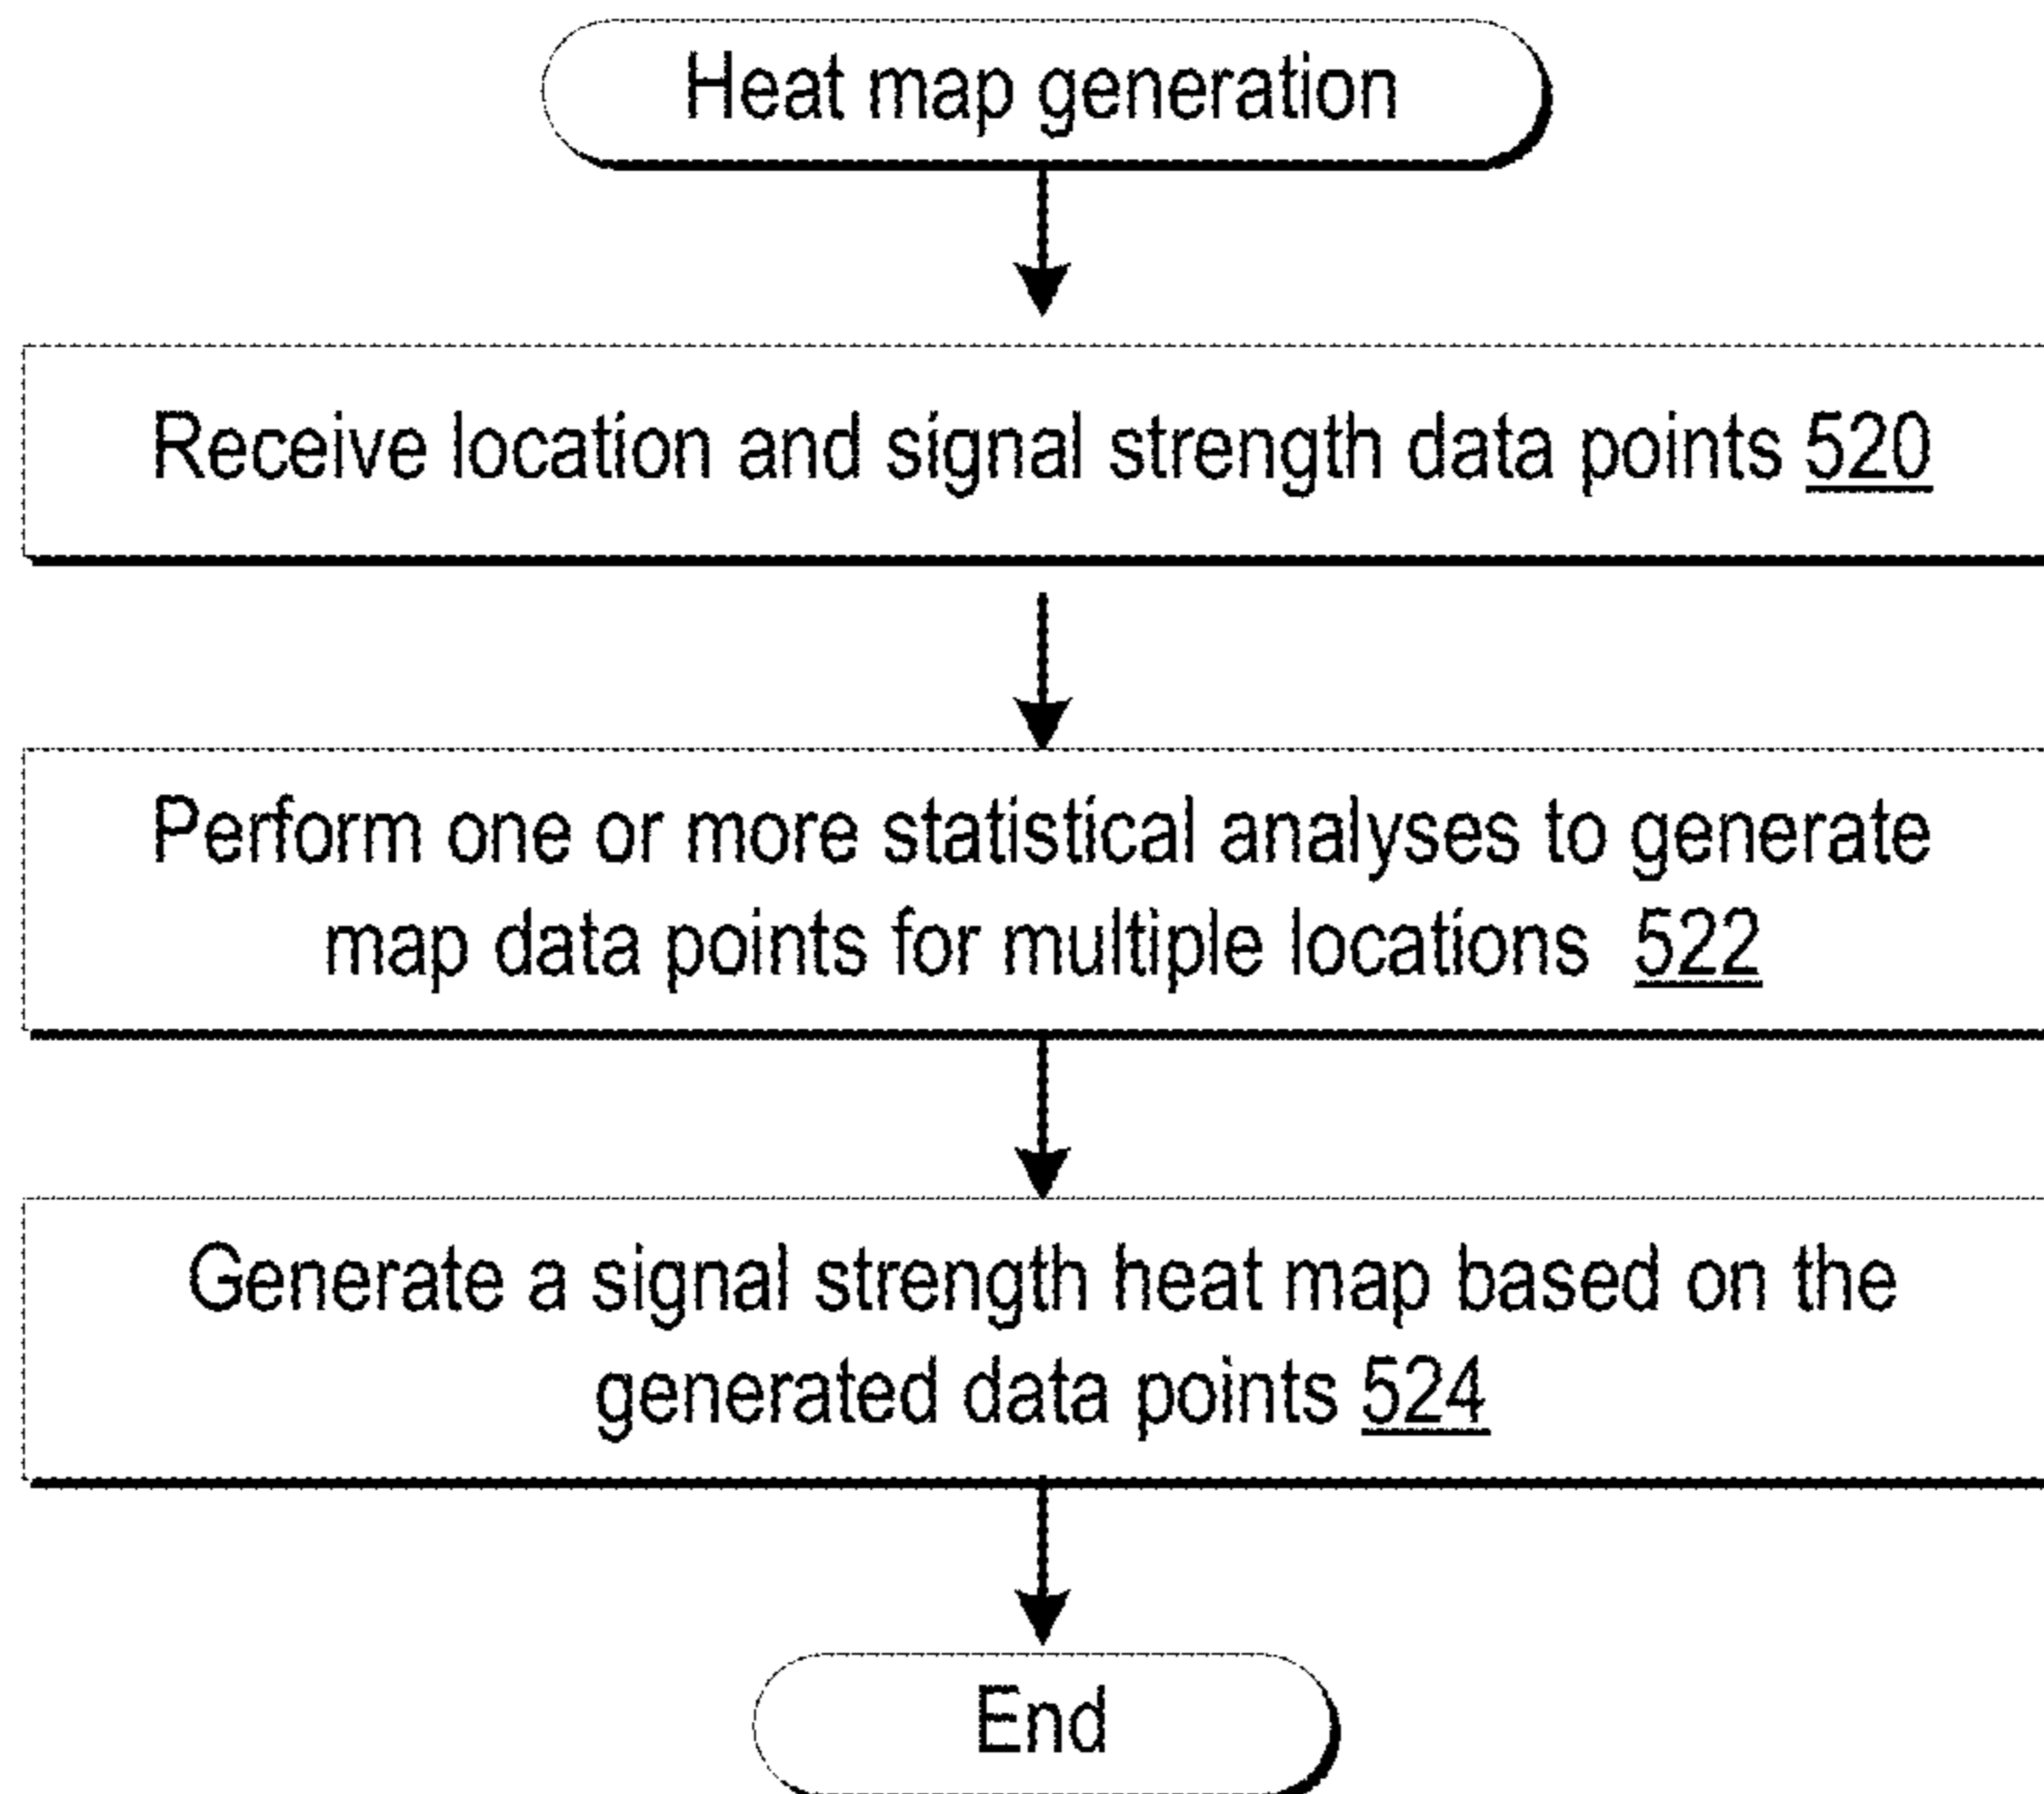 Heat map generation
Receive location and signal strength data points 520
Perform one or more statistical analyses to generate
map data points for multiple locations 522
Generate a signal strength heat map based on the
generated data points 524
End